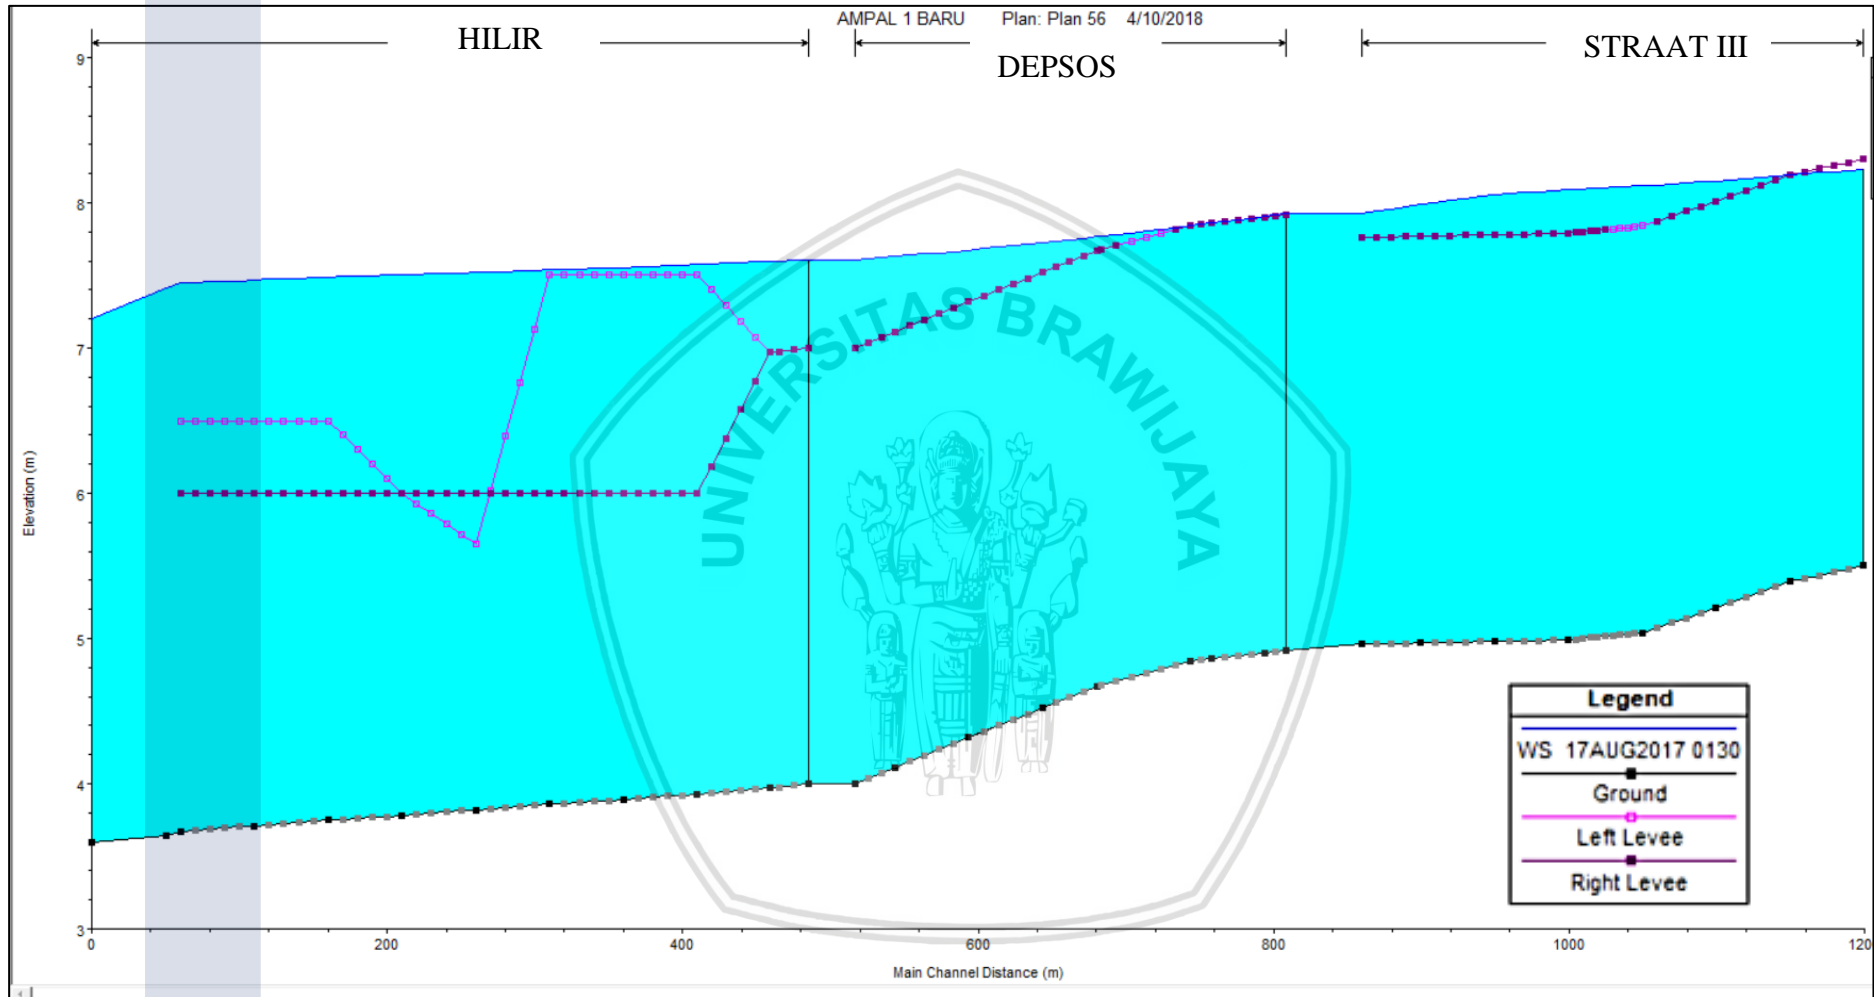 AMPAL 1 BARU Plan: Plan 56 4/10/2018
HILIR
DEPSOS
STRAAT III
9
8
7
6
5
4
3
Elevation (m)
0
200
400
600
800
1000
120
Main Channel Distance (m)
UNIVERSITAS BRAWIJAYA
Legend
WS 17AUG2017 0130
Ground
Left Levee
Right Levee